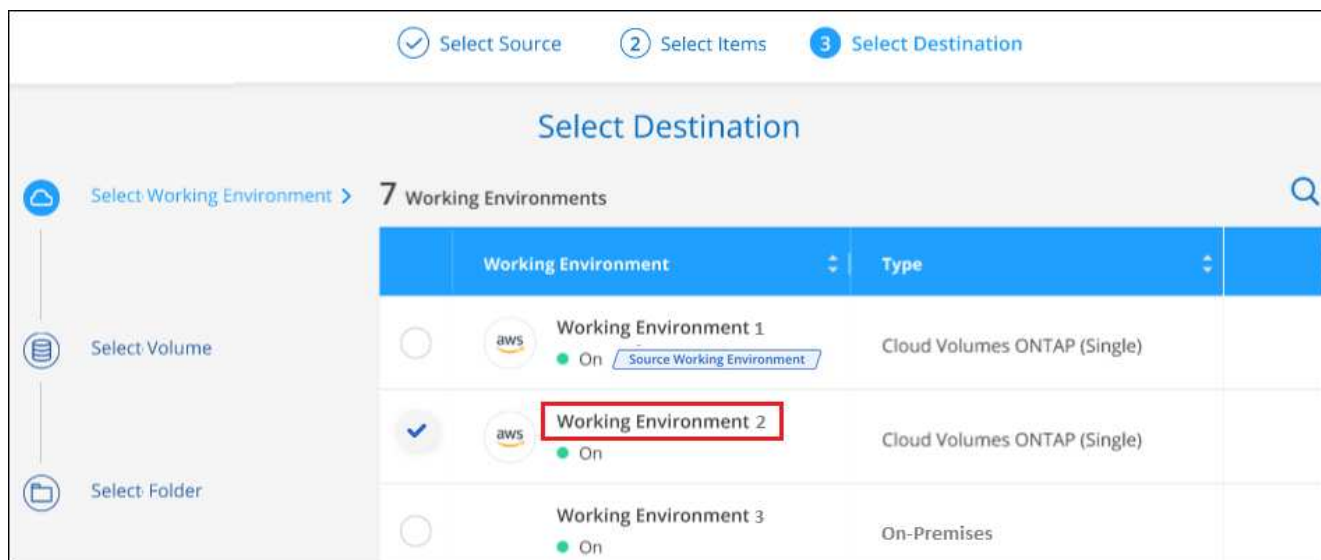 Select Source
2 Select Items
3 Select Destination
Select Destination
Select Working Environment >
7 Working Environments
Working Environment
Type
Working Environment 1
aws
On Source Working Environment
Cloud Volumes ONTAP (Single)
Select Volume
Working Environment 2
aws
On
Cloud Volumes ONTAP (Single)
Select Folder
Working Environment 3
On
On-Premises